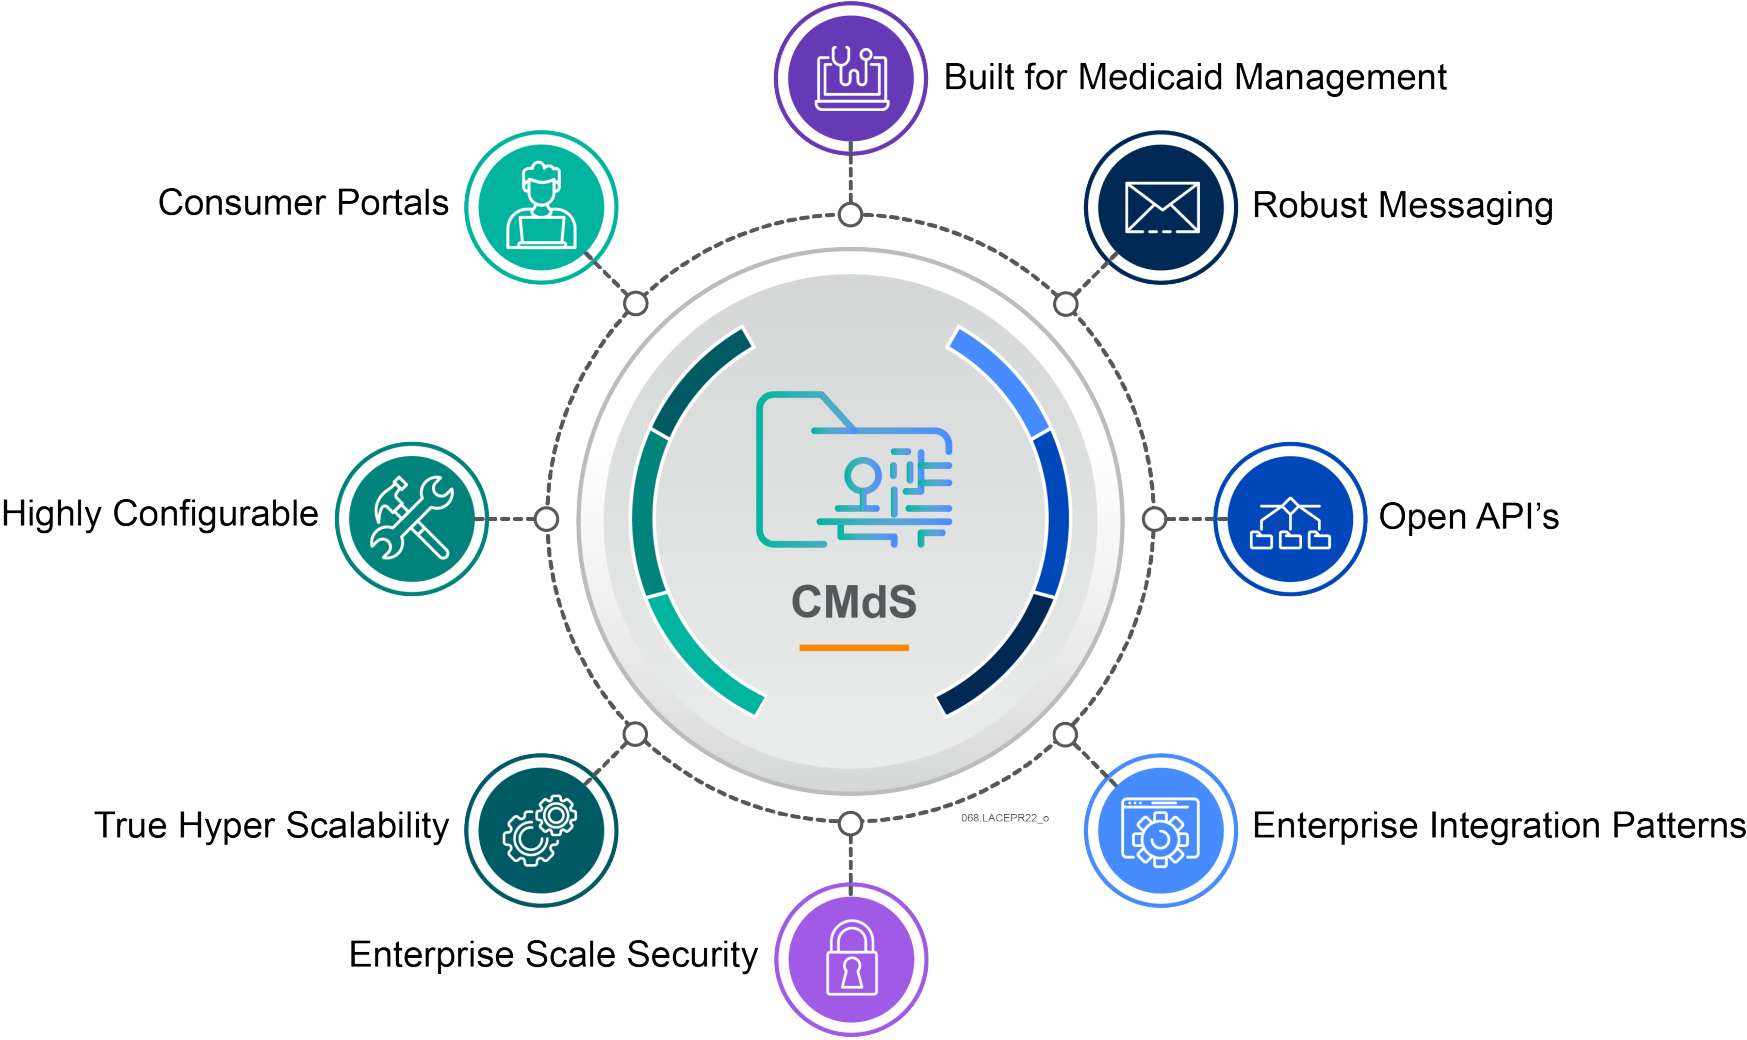 Built for Medicaid Management
Consumer Portals
Robust Messaging
Highly Configurable
Open API’s
CMdS
True Hyper Scalability
068.LACEPR22_o
Enterprise Integration Patterns
Enterprise Scale Security